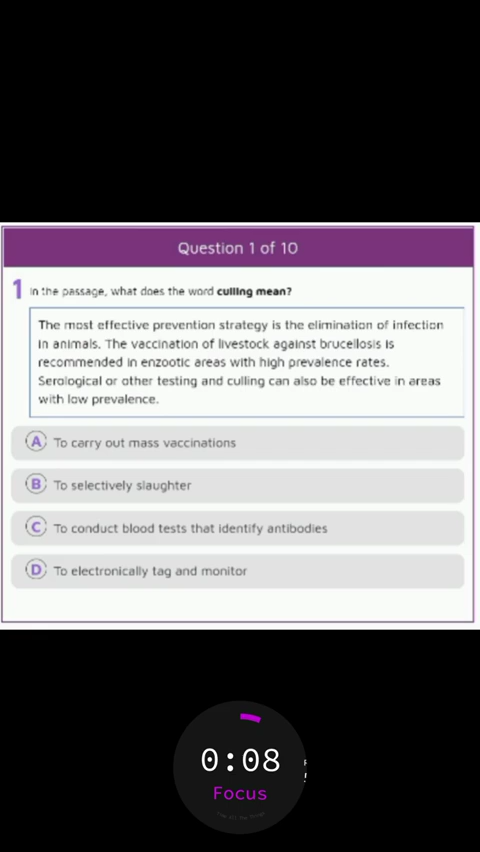 Question 1 of 10
1 In the passage, what does the word culling mean?
The most effective prevention strategy is the elimination of infection
in animals. The vaccination of livestock against brucellosis is
recommended in enzootic areas with high prevalence rates.
Serological or other testing and culling can also be effective in areas
with low prevalence.
A To carry out mass vaccinations
B To selectively slaughter
C To conduct blood tests that identify antibodies
D To electronically tag and monitor
0:08
Focus